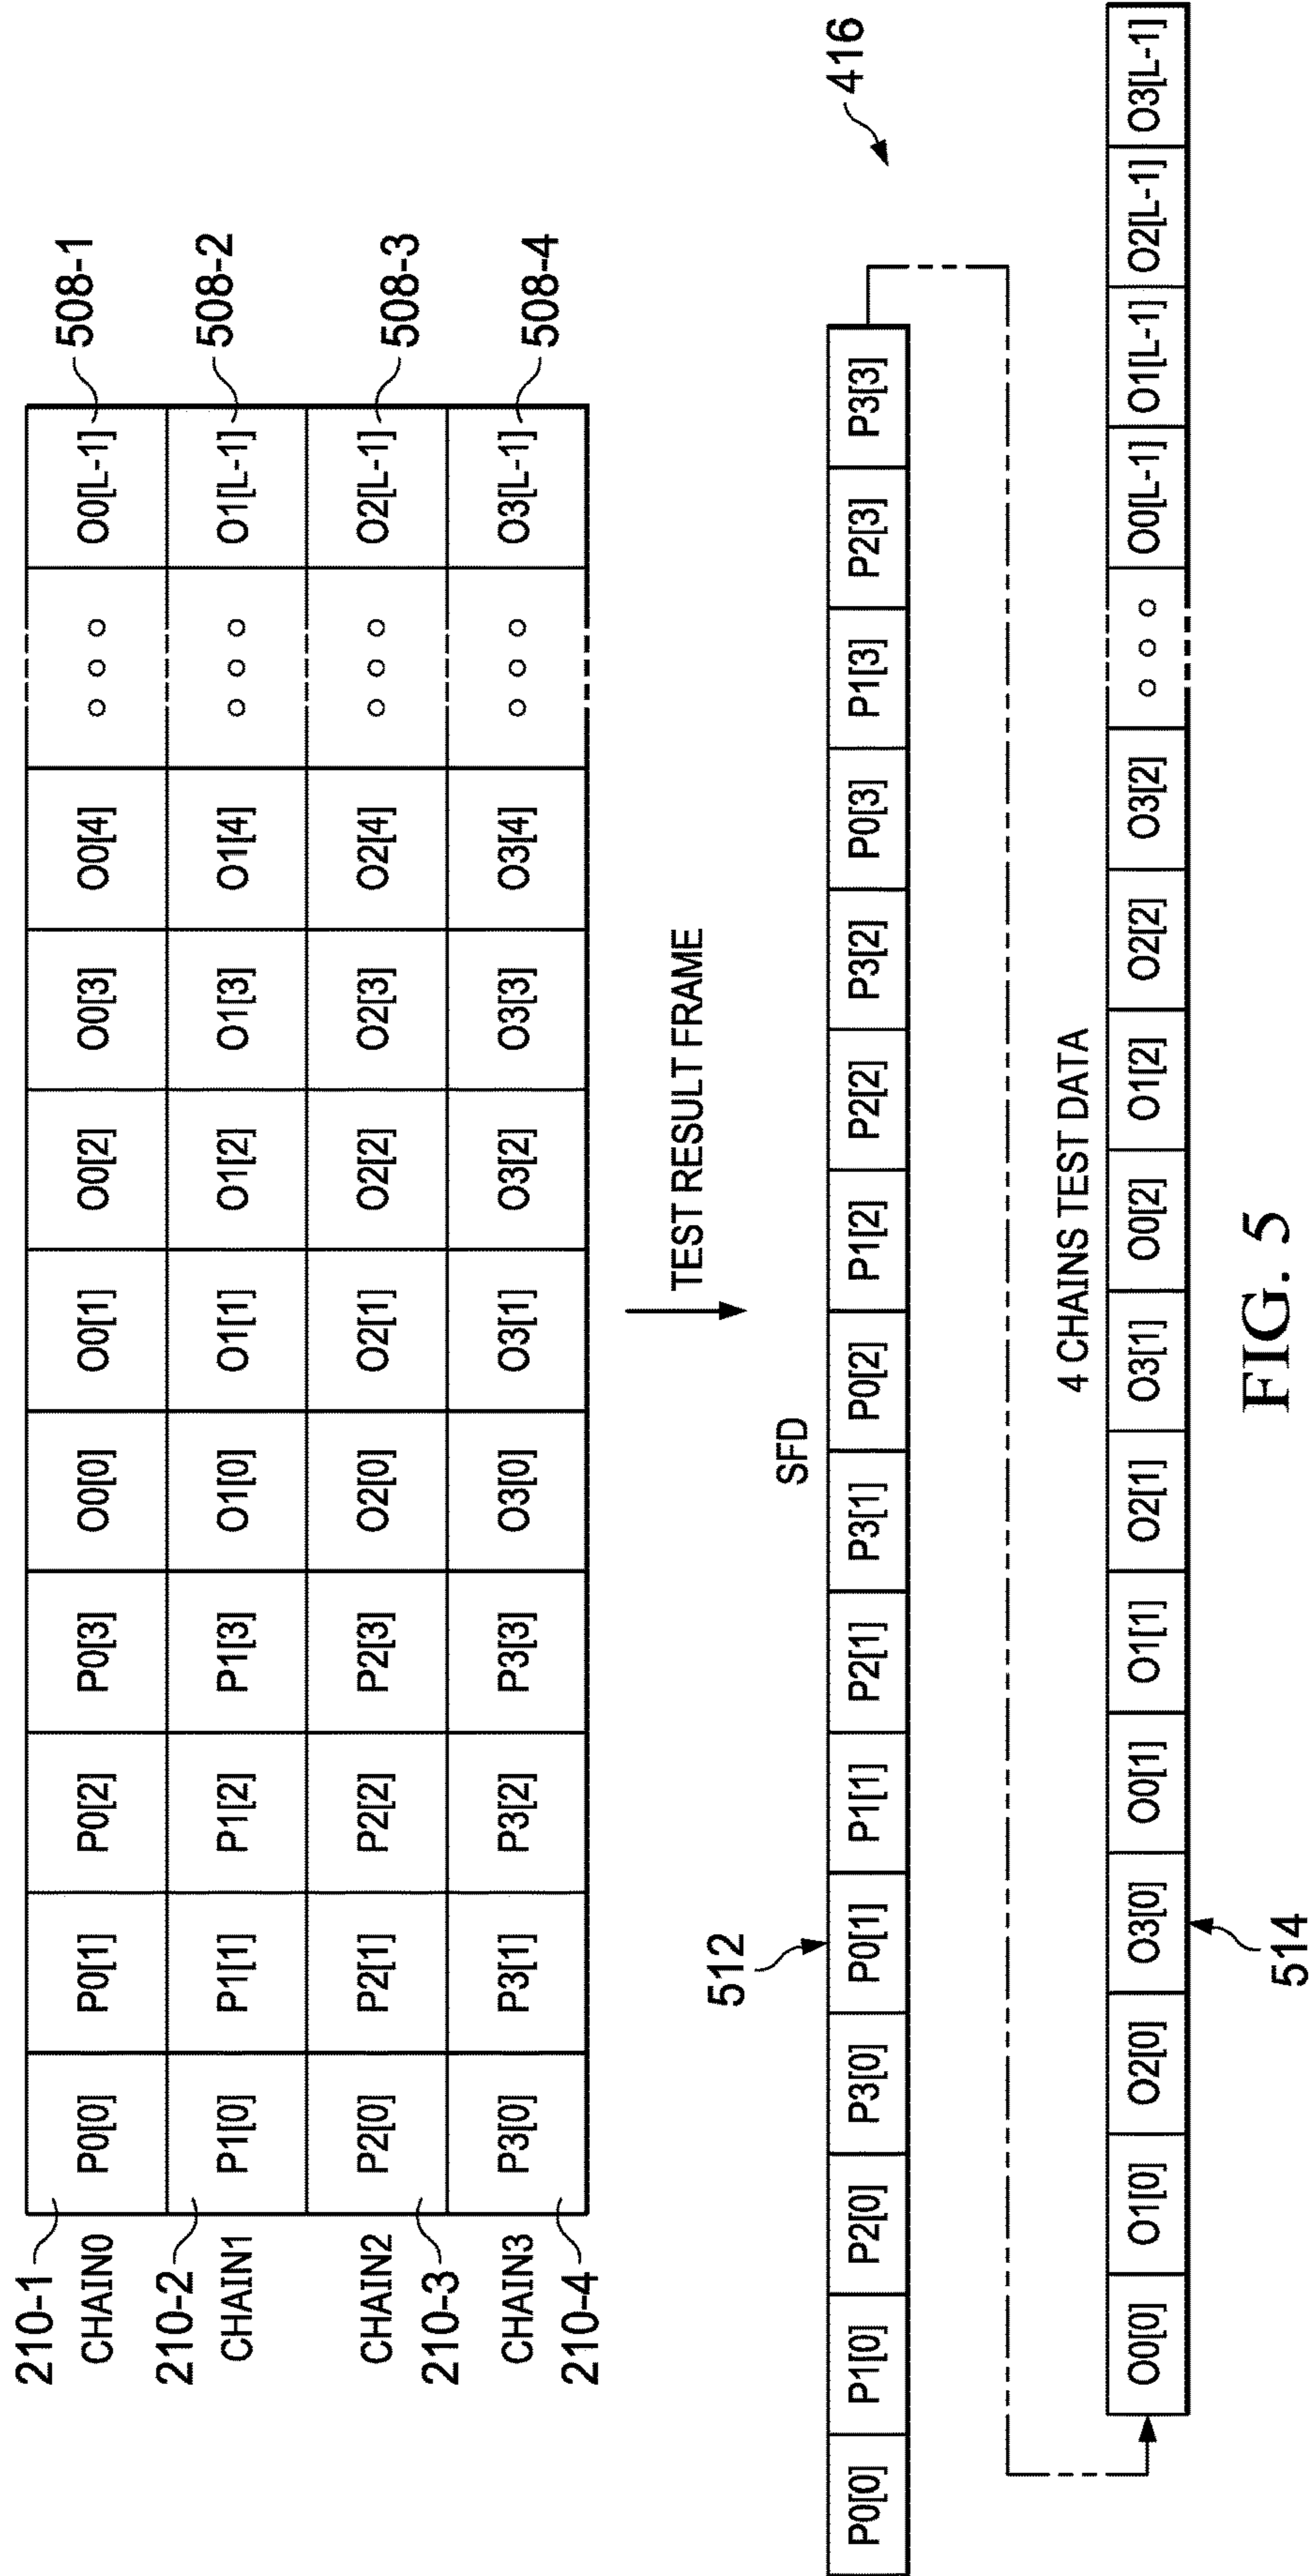 210-1
CHAIN0
P0[0] P0[1] P0[2] P0[3] O0[0] O0[1] O0[2] O0[3] O0[4] ○ ○ ○ O0[L-1]
508-1
210-2
CHAIN1
P1[0] P1[1] P1[2] P1[3] O1[0] O1[1] O1[2] O1[3] O1[4] ○ ○ ○ O1[L-1]
508-2
CHAIN2
P2[0] P2[1] P2[2] P2[3] O2[0] O2[1] O2[2] O2[3] O2[4] ○ ○ ○ O2[L-1]
508-3
210-3
CHAIN3
P3[0] P3[1] P3[2] P3[3] O3[0] O3[1] O3[2] O3[3] O3[4] ○ ○ ○ O3[L-1]
508-4
210-4
TEST RESULT FRAME
512
SFD
416
P0[0] P1[0] P2[0] P3[0] P0[1] P1[1] P2[1] P3[1] P0[2] P1[2] P2[2] P3[2] P0[3] P1[3] P2[3] P3[3]
4 CHAINS TEST DATA
O0[0] O1[0] O2[0] O3[0] O0[1] O1[1] O2[1] O3[1] O0[2] O1[2] O2[2] O3[2] ○ ○ ○ O0[L-1] O1[L-1] O2[L-1] O3[L-1]
514
FIG. 5